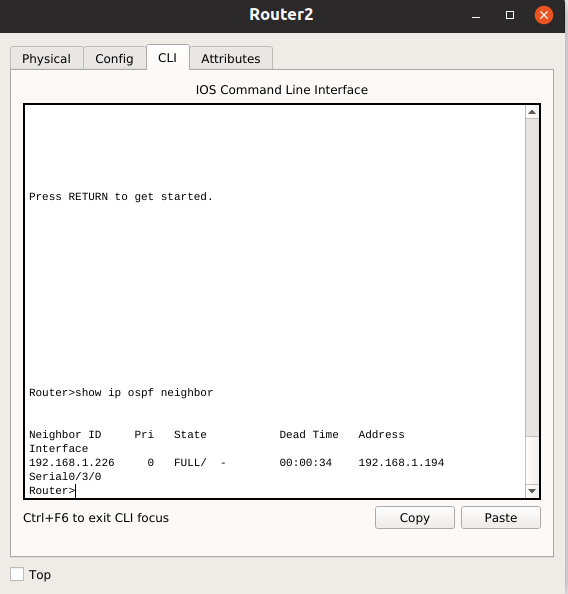 Router2
Physical Config CLI Attributes
IOS Command Line Interface
Press RETURN to get started.
Router>show ip ospf neighbor
Neighbor ID     Pri   State           Dead Time   Address
Interface
192.168.1.226     0   FULL/  -        00:00:34    192.168.1.194
Serial0/3/0
Router>
Ctrl+F6 to exit CLI focus Copy Paste
Top